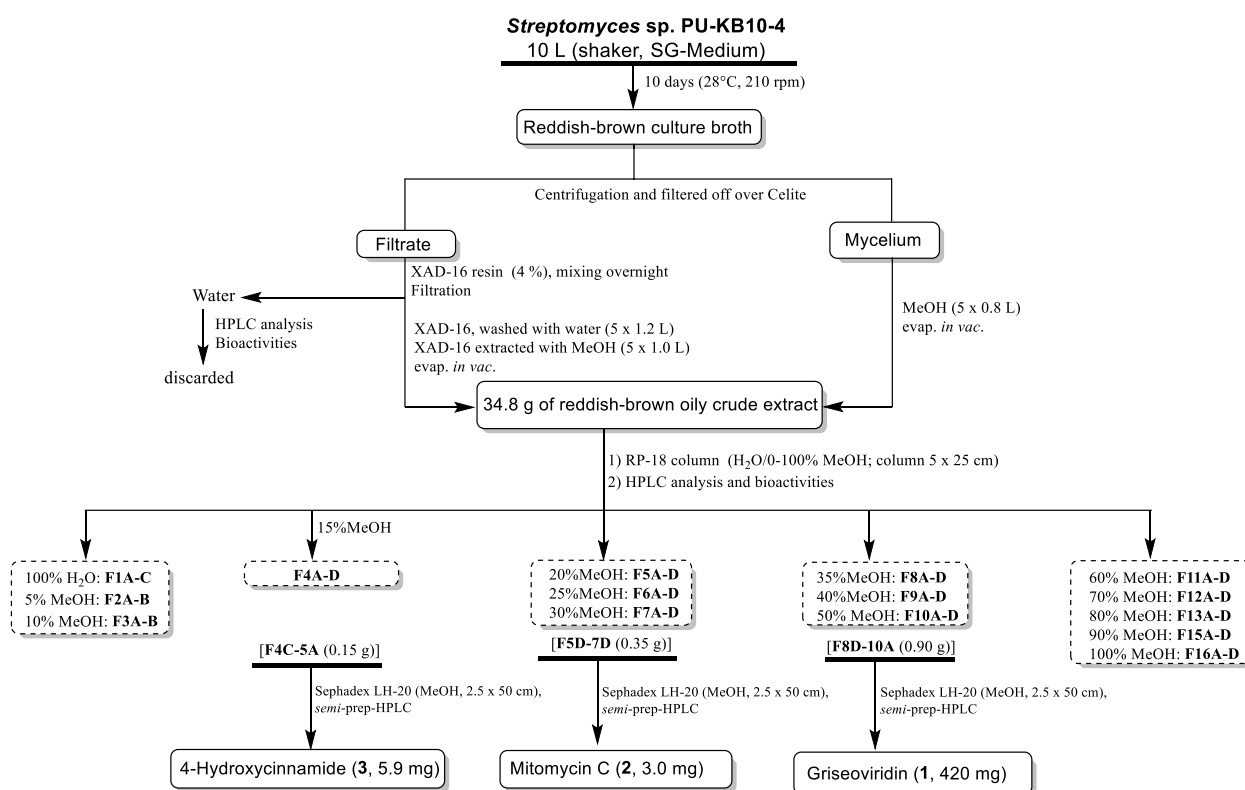 Streptomyces sp. PU-KB10-4
10 L (shaker, SG-Medium)
10 days (28°C, 210 rpm)
Reddish-brown culture broth
Centrifugation and filtered off over Celite
Filtrate
Mycelium
XAD-16 resin (4 %), mixing overnight
Filtration
Water
HPLC analysis
Bioactivities
discarded
XAD-16, washed with water (5 x 1.2 L)
XAD-16 extracted with MeOH (5 x 1.0 L)
evap. in vac.
MeOH (5 x 0.8 L)
evap. in vac.
34.8 g of reddish-brown oily crude extract
1) RP-18 column (H₂O/0-100% MeOH; column 5 x 25 cm)
2) HPLC analysis and bioactivities
15%MeOH
100% H₂O: F1A-C
5% MeOH: F2A-B
10% MeOH: F3A-B
F4A-D
20%MeOH: F5A-D
25%MeOH: F6A-D
30%MeOH: F7A-D
35%MeOH: F8A-D
40%MeOH: F9A-D
50% MeOH: F10A-D
60% MeOH: F11A-D
70% MeOH: F12A-D
80% MeOH: F13A-D
90% MeOH: F15A-D
100% MeOH: F16A-D
[F4C-5A (0.15 g)]
[F5D-7D (0.35 g)]
[F8D-10A (0.90 g)]
Sephadex LH-20 (MeOH, 2.5 x 50 cm),
semi-prep-HPLC
Sephadex LH-20 (MeOH, 2.5 x 50 cm),
semi-prep-HPLC
Sephadex LH-20 (MeOH, 2.5 x 50 cm),
semi-prep-HPLC
4-Hydroxycinnamide (3, 5.9 mg)
Mitomycin C (2, 3.0 mg)
Griseoviridin (1, 420 mg)